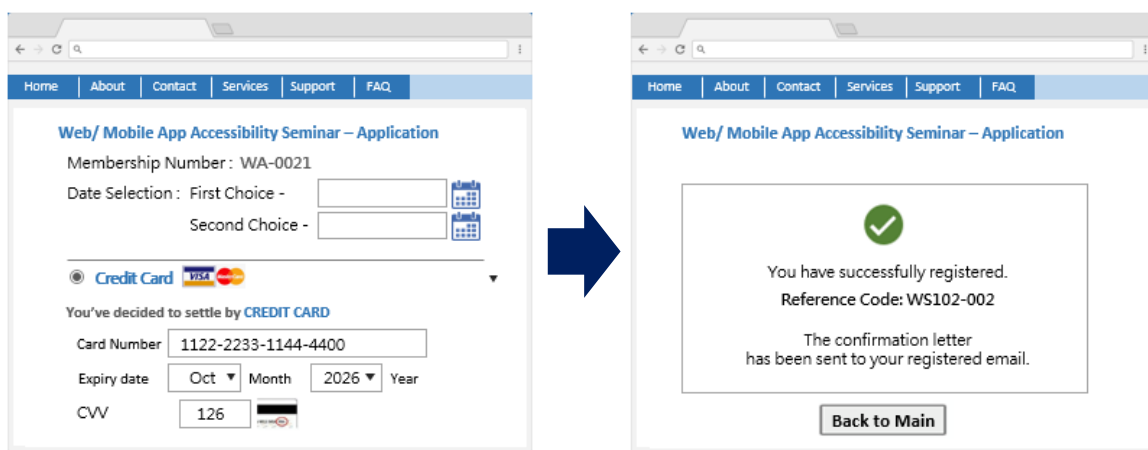 Home About Contact Services Support FAQ
Web/ Mobile App Accessibility Seminar – Application
Membership Number : WA-0021
Date Selection : First Choice -
Second Choice -
Credit Card VISA
You've decided to settle by CREDIT CARD
Card Number 1122-2233-1144-4400
Expiry date Oct ▼ Month 2026 ▼ Year
CVV 126
Home About Contact Services Support FAQ
Web/ Mobile App Accessibility Seminar – Application
You have successfully registered.
Reference Code: WS102-002
The confirmation letter
has been sent to your registered email.
Back to Main